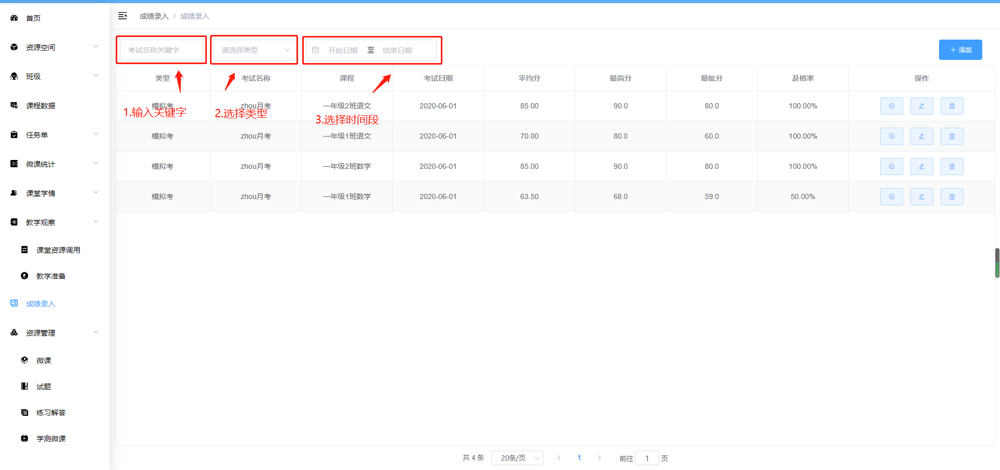 首页
资源空间
班级
课程数据
任务单
微课统计
课堂学情
教学观察
课堂资源调用
教学准备
成绩录入
资源管理
微课
试题
练习解答
学测微课
成绩录入 / 成绩录入
考试名称关键字 请选择类型 开始日期 至 结束日期 + 添加
类型 考试名称 课程 考试日期 平均分 最高分 最低分 及格率 操作
模拟考 zhou月考 一年级2班语文 2020-06-01 85.00 90.0 80.0 100.00%
1.输入关键字 2.选择类型 3.选择时间段
模拟考 zhou月考 一年级1班语文 2020-06-01 70.00 80.0 60.0 100.00%
模拟考 zhou月考 一年级2班数学 2020-06-01 85.00 90.0 80.0 100.00%
模拟考 zhou月考 一年级1班数学 2020-06-01 63.50 68.0 59.0 50.00%
共 4 条 20条/页 1 前往 1 页